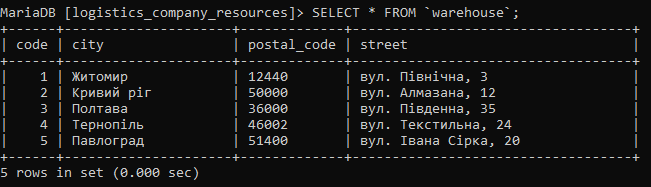 MariaDB [logistics_company_resources]> SELECT * FROM `warehouse`;
+------+--------------------+-------------+----------------------------------+
| code | city               | postal_code | street                           |
+------+--------------------+-------------+----------------------------------+
|    1 | Житомир            | 12440       | вул. Північна, 3                 |
|    2 | Кривий ріг         | 50000       | вул. Алмазана, 12                |
|    3 | Полтава            | 36000       | вул. Південна, 35                |
|    4 | Тернопіль          | 46002       | вул. Текстильна, 24              |
|    5 | Павлоград          | 51400       | вул. Івана Сірка, 20             |
+------+--------------------+-------------+----------------------------------+
5 rows in set (0.000 sec)